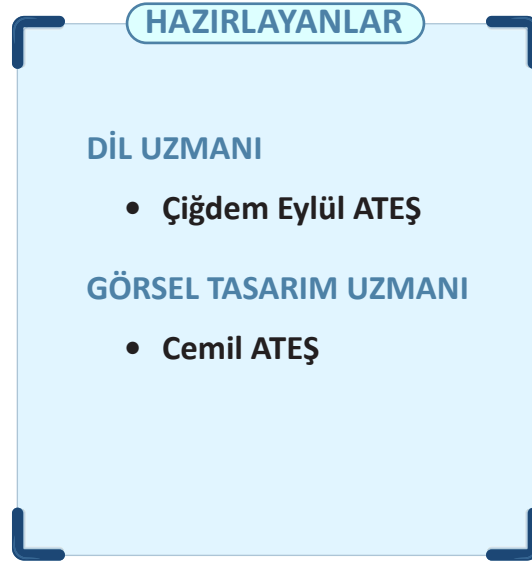 HAZIRLAYANLAR
DİL UZMANI
• Çiğdem Eylül ATEŞ
GÖRSEL TASARIM UZMANI
• Cemil ATEŞ